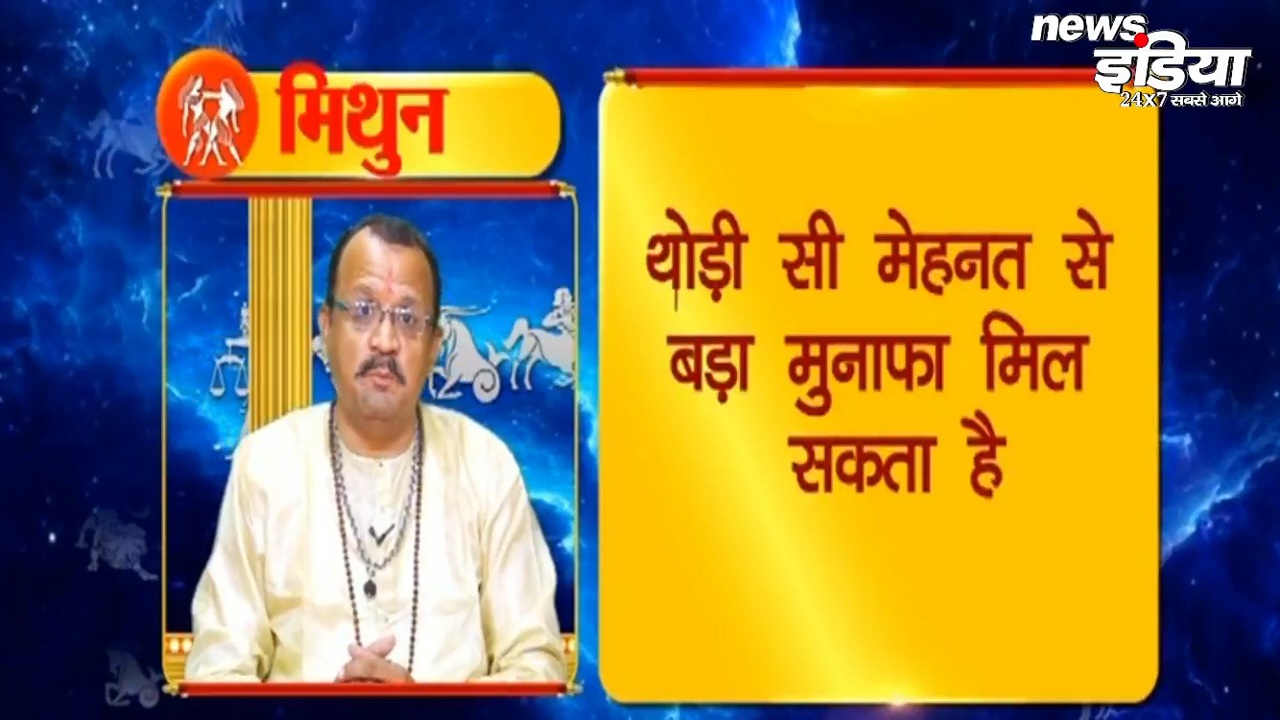 news
इंडिया
24x7 सबसे आगे
मिथुन
थोड़ी सी मेहनत से
बड़ा मुनाफा मिल
सकता है